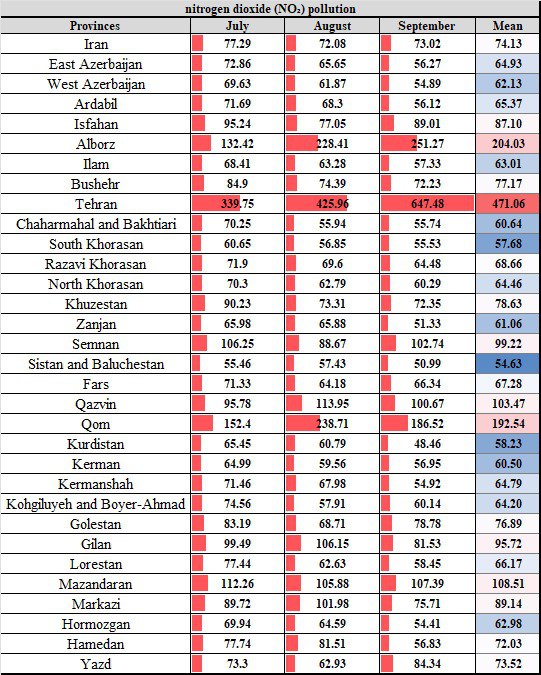 nitrogen dioxide (NO₂) pollution
Provinces July August September Mean
Iran 77.29 72.08 73.02 74.13
East Azerbaijan 72.86 65.65 56.27 64.93
West Azerbaijan 69.63 61.87 54.89 62.13
Ardabil 71.69 68.3 56.12 65.37
Isfahan 95.24 77.05 89.01 87.10
Alborz 132.42 228.41 251.27 204.03
Ilam 68.41 63.28 57.33 63.01
Bushehr 84.9 74.39 72.23 77.17
Tehran 339.75 425.96 647.48 471.06
Chaharmahal and Bakhtiari 70.25 55.94 55.74 60.64
South Khorasan 60.65 56.85 55.53 57.68
Razavi Khorasan 71.9 69.6 64.48 68.66
North Khorasan 70.3 62.79 60.29 64.46
Khuzestan 90.23 73.31 72.35 78.63
Zanjan 65.98 65.88 51.33 61.06
Semnan 106.25 88.67 102.74 99.22
Sistan and Baluchestan 55.46 57.43 50.99 54.63
Fars 71.33 64.18 66.34 67.28
Qazvin 95.78 113.95 100.67 103.47
Qom 152.4 238.71 186.52 192.54
Kurdistan 65.45 60.79 48.46 58.23
Kerman 64.99 59.56 56.95 60.50
Kermanshah 71.46 67.98 54.92 64.79
Kohgiluyeh and Boyer-Ahmad 74.56 57.91 60.14 64.20
Golestan 83.19 68.71 78.78 76.89
Gilan 99.49 106.15 81.53 95.72
Lorestan 77.44 62.63 58.45 66.17
Mazandaran 112.26 105.88 107.39 108.51
Markazi 89.72 101.98 75.71 89.14
Hormozgan 69.94 64.59 54.41 62.98
Hamedan 77.74 81.51 56.83 72.03
Yazd 73.3 62.93 84.34 73.52